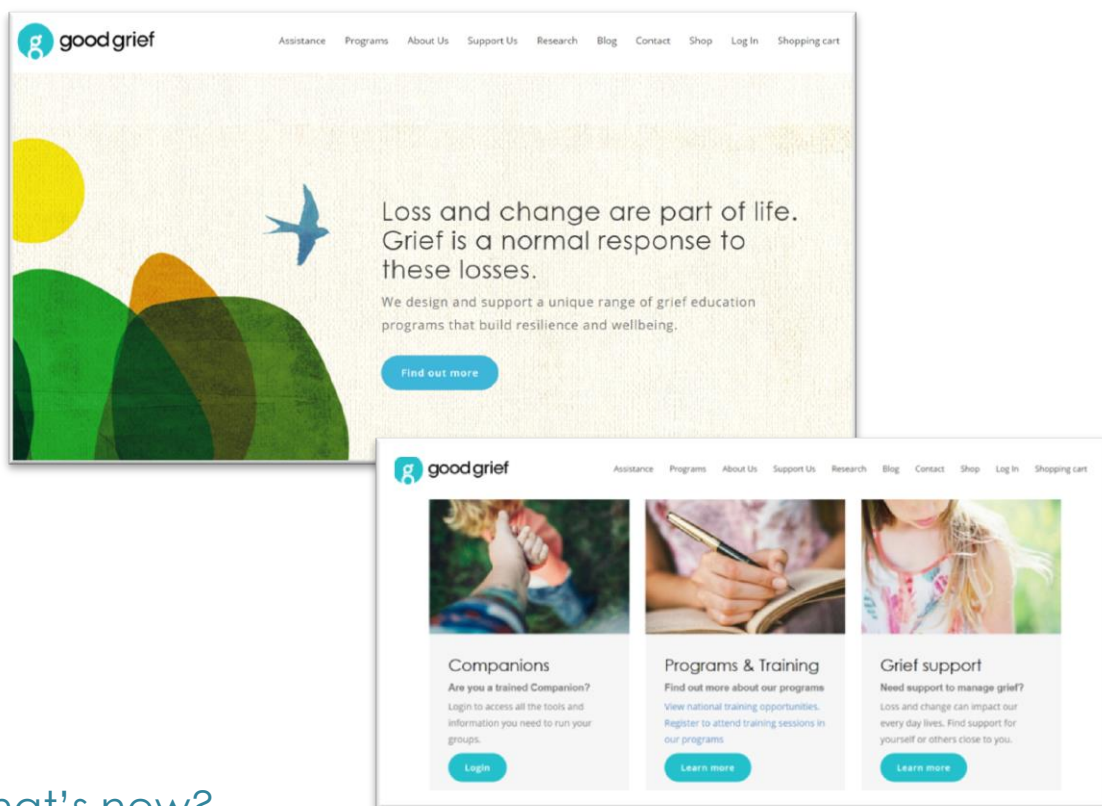 good grief
Assistance Programs About Us Support Us Research Blog Contact Shop Log In Shopping cart
Loss and change are part of life.
Grief is a normal response to
these losses.
We design and support a unique range of grief education
programs that build resilience and wellbeing.
Find out more
good grief
Assistance Programs About Us Support Us Research Blog Contact Shop Log In Shopping cart
Companions
Are you a trained Companion?
Login to access all the tools and
information you need to run your
groups.
Login
Programs & Training
Find out more about our programs
View national training opportunities.
Register to attend training sessions in
our programs
Learn more
Grief support
Need support to manage grief?
Loss and change can impact our
every day lives. Find support for
yourself or others close to you.
Learn more